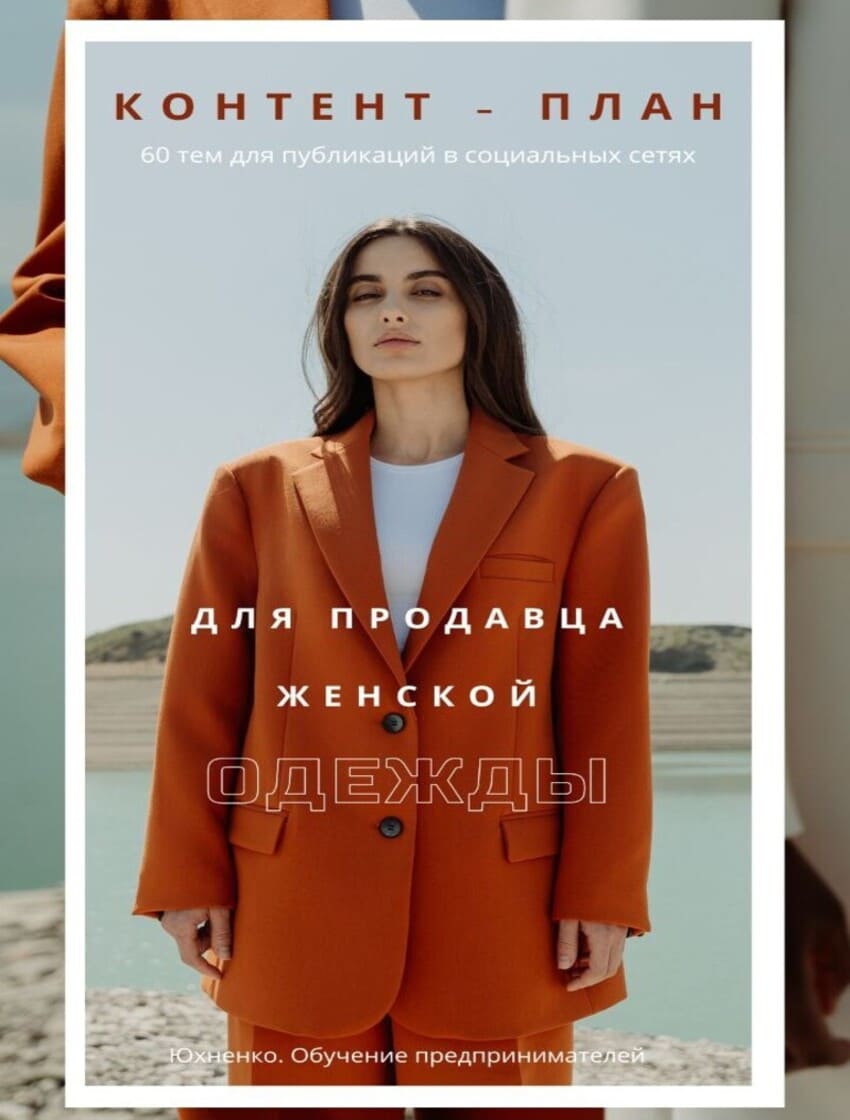 КОНТЕНТ - ПЛАН
60 тем для публикаций в социальных сетях
ДЛЯ ПРОДАВЦА
ЖЕНСКОЙ
ОДЕЖДЫ
Юхненко. Обучение предпринимателей